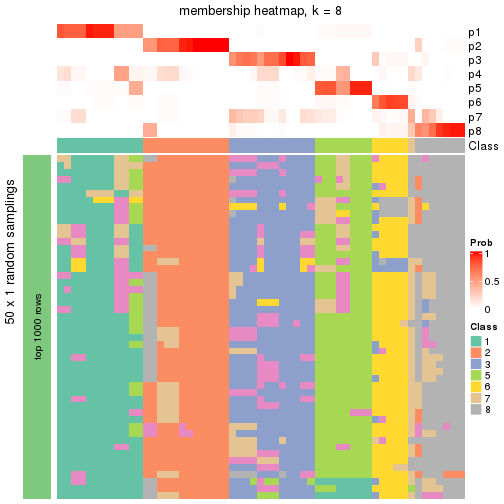 membership heatmap, k = 8
p1
p2
p3
p4
p5
p6
p7
p8
Class
50 x 1 random samplings
top 1000 rows
Prob
1
0.5
0
Class
1
2
3
5
6
7
8